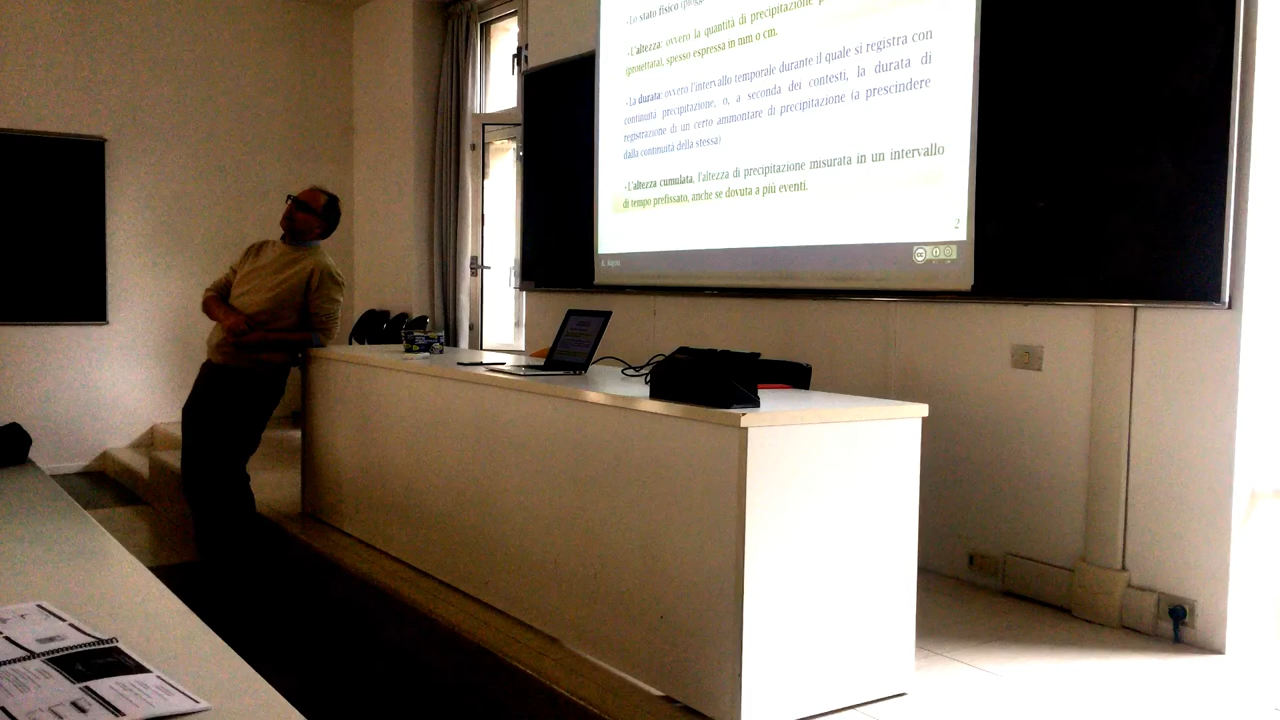 -Lo stato fisico
-L'altezza: ovvero la quantità di precipitazione
(proiettata), spesso espressa in mm o cm.
-La durata: ovvero l'intervallo temporale durante il quale si registra con
continuità precipitazione, o, a seconda dei contesti, la durata di
registrazione di un certo ammontare di precipitazione (a prescindere
dalla continuità della stessa)
-L'altezza cumulata, l'altezza di precipitazione misurata in un intervallo
di tempo prefissato, anche se dovuta a più eventi.
2
cc